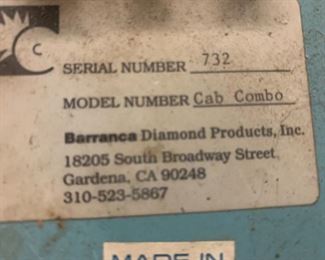 C
SERIAL NUMBER 732
MODEL NUMBER Cab Combo
Barranca Diamond Products, Inc.
18205 South Broadway Street
Gardena, CA 90248
310-523-5867
MADE IN